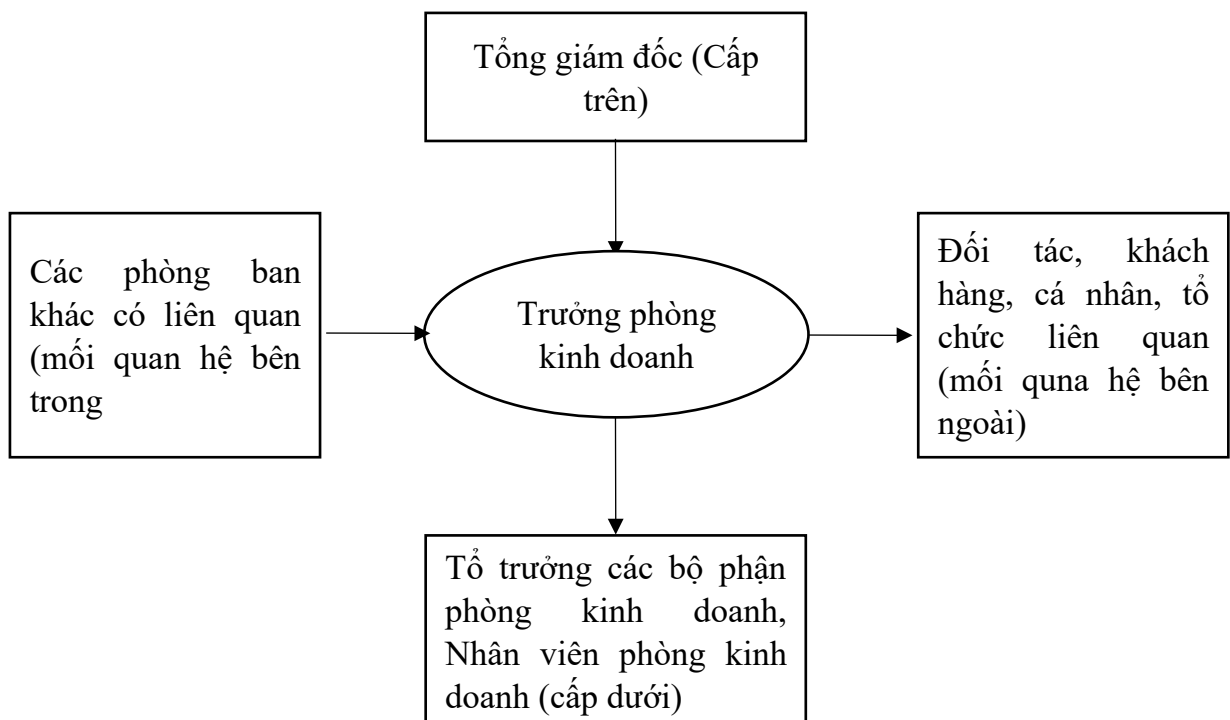 Tổng giám đốc (Cấp
trên)
Các phòng ban
khác có liên quan
(mối quan hệ bên
trong
Trưởng phòng
kinh doanh
Đối tác, khách
hàng, cá nhân, tổ
chức liên quan
(mối quna hệ bên
ngoài)
Tổ trưởng các bộ phận
phòng kinh doanh,
Nhân viên phòng kinh
doanh (cấp dưới)